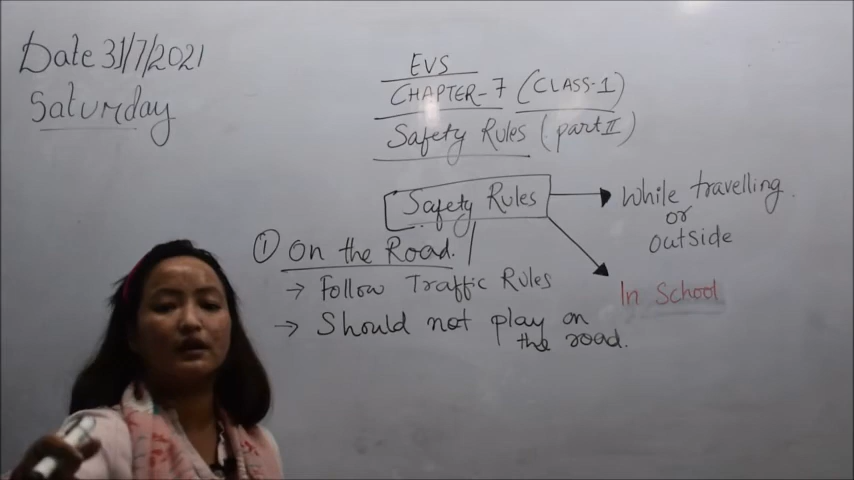 Date 31/7/2021
Saturday
EVS
CHAPTER-7 (CLASS-1)
Safety Rules (part II)
Safety Rules
While travelling
or
outside
In School
① On the Road.
→ Follow Traffic Rules
→ Should not play on
the road.